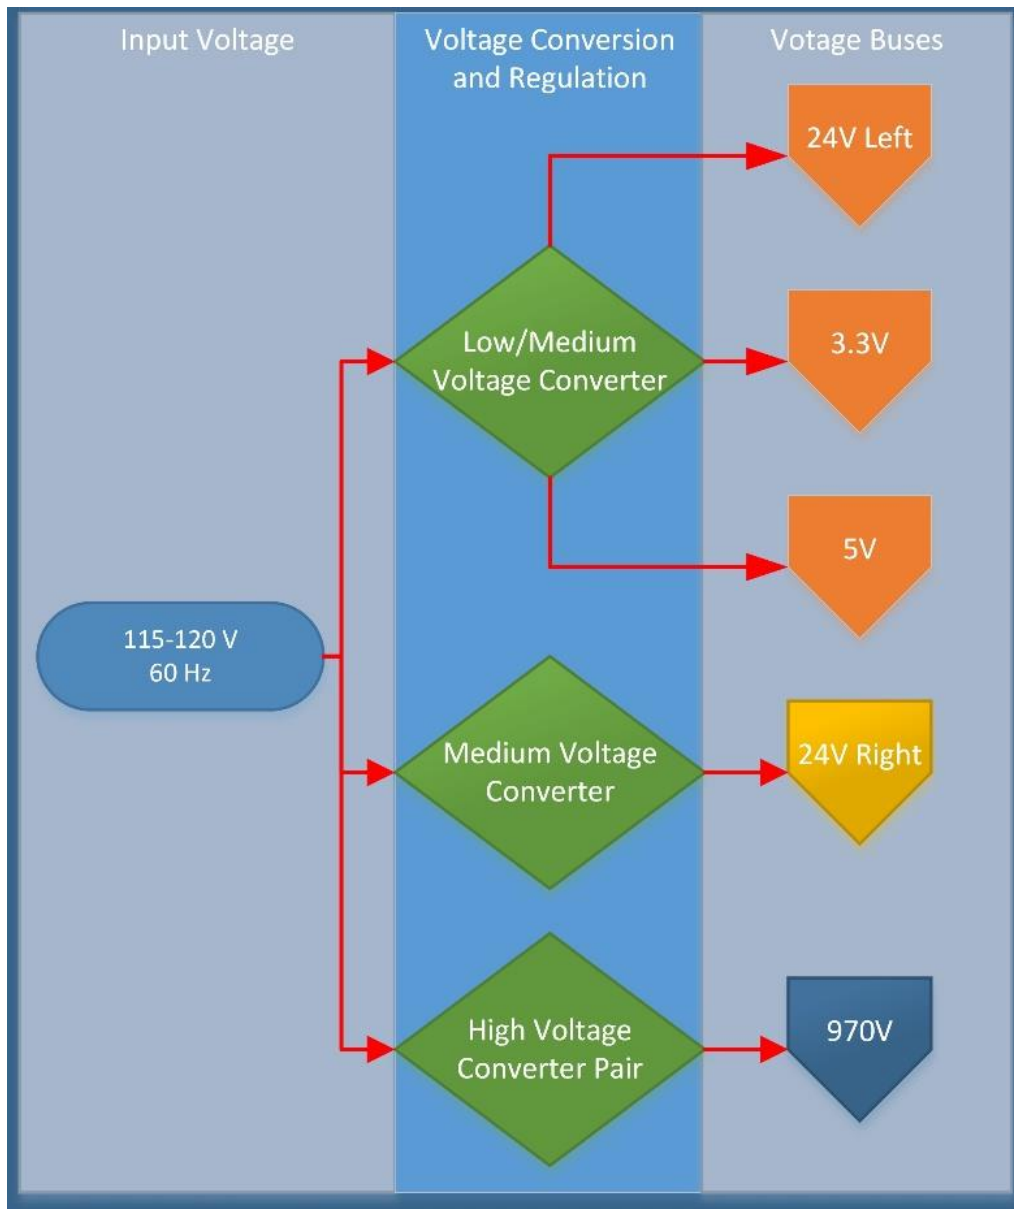 Input Voltage
Voltage Conversion
and Regulation
Votage Buses
24V Left
Low/Medium
Voltage Converter
3.3V
5V
115-120 V
60 Hz
Medium Voltage
Converter
24V Right
High Voltage
Converter Pair
970V